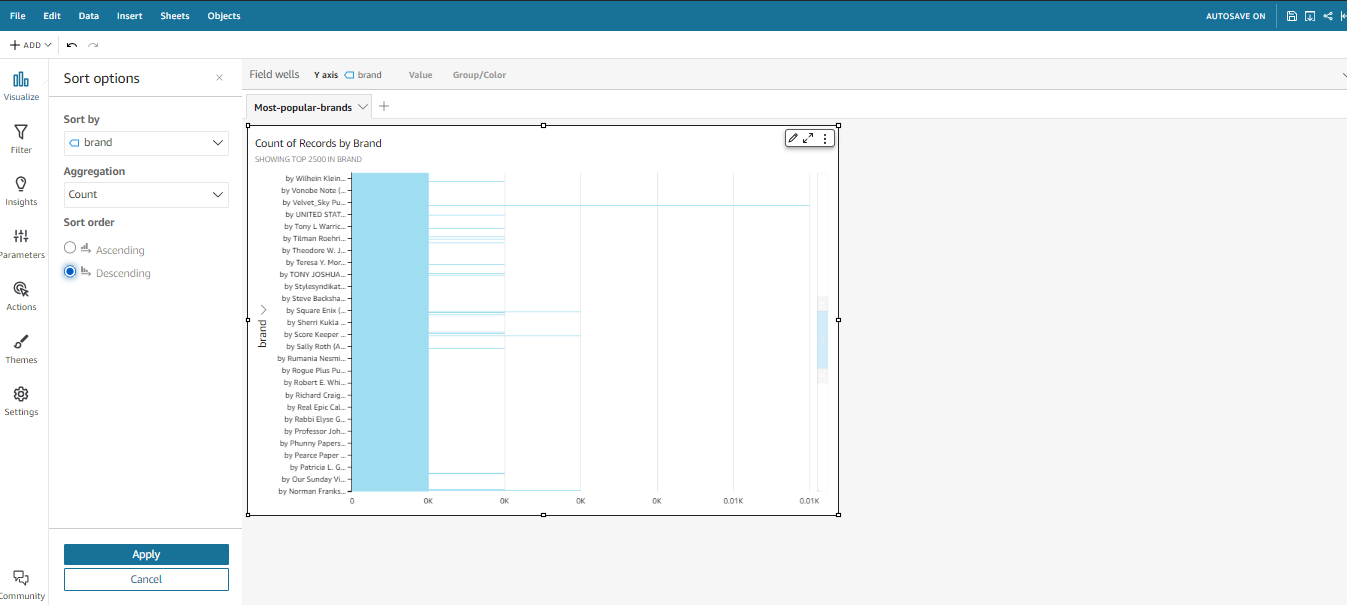 File Edit Data Insert Sheets Objects AUTOSAVE ON
ADD
Visualize
Filter
Insights
Parameters
Actions
Themes
Settings
Community
Sort options
Sort by
brand
Aggregation
Count
Sort order
Ascending
Descending
Apply
Cancel
Field wells Y axis brand Value Group/Color
Most-popular-brands
Count of Records by Brand
SHOWING TOP 2500 IN BRAND
brand
by Wilhein Klein...
by Vonobe Note (...
by Velvet_Sky Pu...
by UNITED STAT...
by Tony L Warric...
by Tilman Roehri...
by Theodore W. J...
by Teresa Y. Mor...
by TONY JOSHUA...
by Stylesyndikat...
by Steve Backsha...
by Square Enix (...
by Sherri Kukla ...
by Score Keeper ...
by Sally Roth (A...
by Rumania Nesmi...
by Rogue Plus Pu...
by Robert E. Whi...
by Richard Craig...
by Real Epic Cal...
by Rabbi Elyse G...
by Professor Joh...
by Phunny Papers...
by Pearce Paper ...
by Patricia L. G...
by Our Sunday Vi...
by Norman Franks...
0 0K 0K 0K 0K 0.01K 0.01K